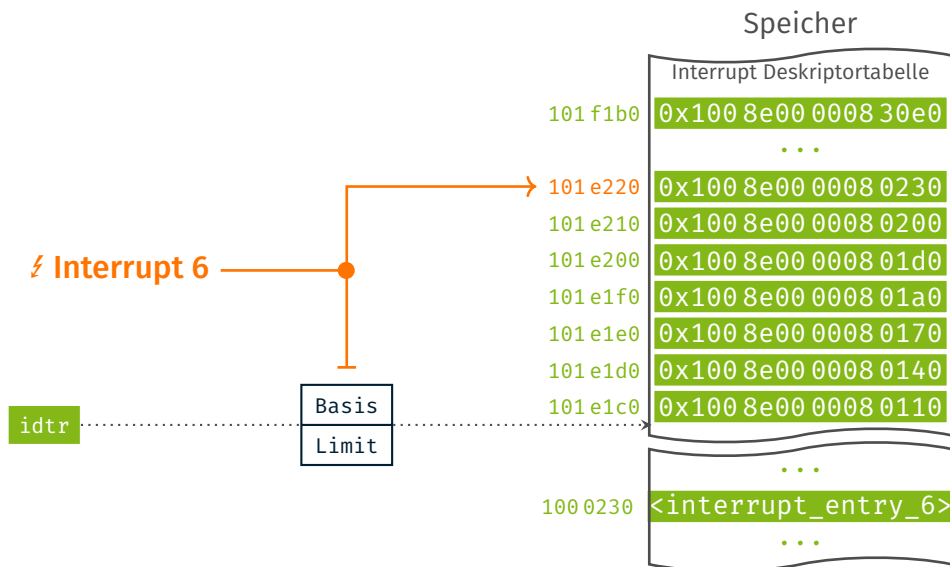 Speicher
Interrupt Deskriptortabelle
101 f1b0 0x100 8e00 0008 30e0
...
101 e220 0x100 8e00 0008 0230
101 e210 0x100 8e00 0008 0200
Interrupt 6
101 e200 0x100 8e00 0008 01d0
101 e1f0 0x100 8e00 0008 01a0
101 e1e0 0x100 8e00 0008 0170
101 e1d0 0x100 8e00 0008 0140
101 e1c0 0x100 8e00 0008 0110
Basis
idtr
Limit
...
100 0230 <interrupt_entry_6>
...